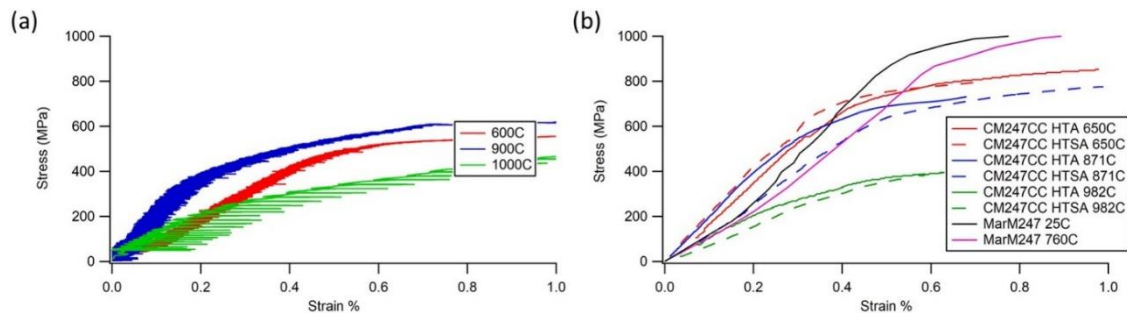 (a)
1000
800
600
400
200
0
Stress (MPa)
0.0 0.2 0.4 0.6 0.8 1.0
Strain %
600C
900C
1000C
(b)
1000
800
600
400
200
0
Stress (MPa)
0.0 0.2 0.4 0.6 0.8 1.0
Strain %
CM247CC HTA 650C
CM247CC HTSA 650C
CM247CC HTA 871C
CM247CC HTSA 871C
CM247CC HTA 982C
CM247CC HTSA 982C
MarM247 25C
MarM247 760C